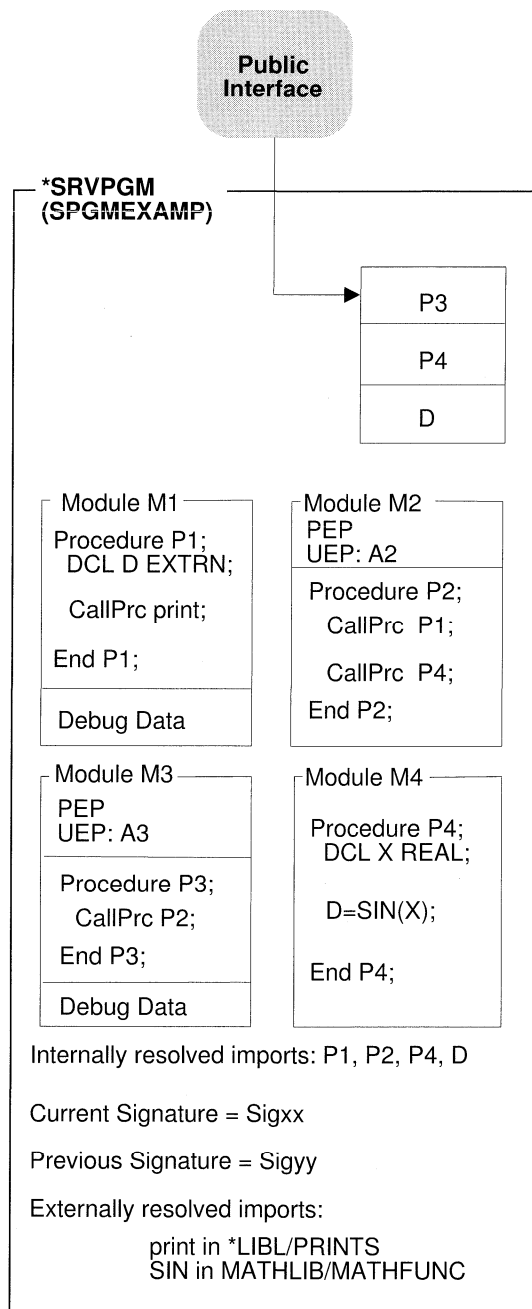 Public
Interface
*SRVPGM
(SPGMEXAMP)
P3
P4
D
Module M1
Procedure P1;
DCL D EXTRN;
CallPrc print;
End P1;
Debug Data
Module M2
PEP
UEP: A2
Procedure P2;
CallPrc P1;
CallPrc P4;
End P2;
Module M3
PEP
UEP: A3
Procedure P3;
CallPrc P2;
End P3;
Debug Data
Module M4
Procedure P4;
DCL X REAL;
D=SIN(X);
End P4;
Internally resolved imports: P1, P2, P4, D
Current Signature = Sigxx
Previous Signature = Sigyy
Externally resolved imports:
print in *LIBL/PRINTS
SIN in MATHLIB/MATHFUNC